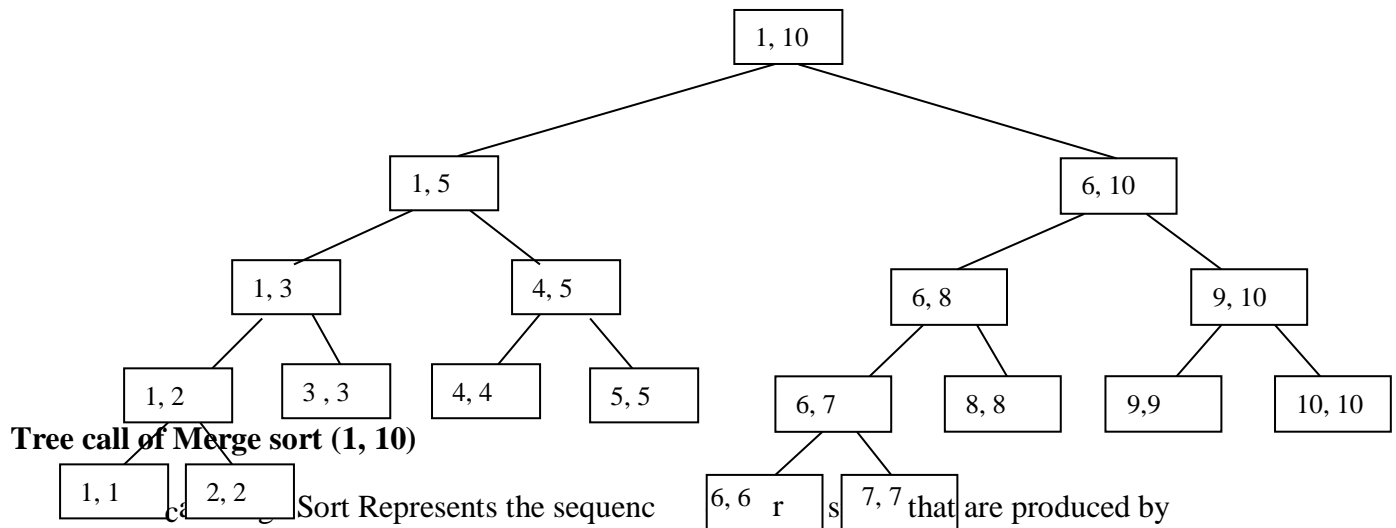 1, 10
1, 5 6, 10
1, 3 4, 5 6, 8 9, 10
1, 2 3 , 3 4, 4 5, 5 6, 7 8, 8 9,9 10, 10
Tree call of Merge sort (1, 10)
1, 1 2, 2 6, 6 7, 7
Sort Represents the sequenc r s that are produced by